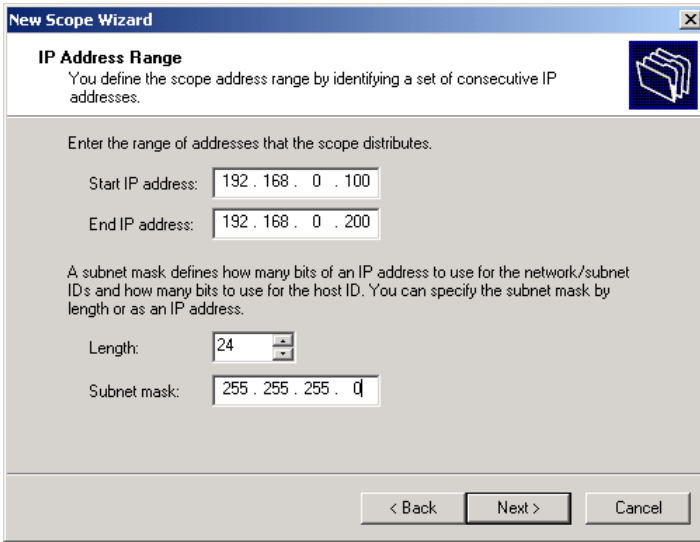 New Scope Wizard
IP Address Range
You define the scope address range by identifying a set of consecutive IP
addresses.
Enter the range of addresses that the scope distributes.
Start IP address: 192 . 168 . 0 . 100
End IP address: 192 . 168 . 0 . 200
A subnet mask defines how many bits of an IP address to use for the network/subnet
IDs and how many bits to use for the host ID. You can specify the subnet mask by
length or as an IP address.
Length: 24
Subnet mask: 255 . 255 . 255 . 0
< Back Next > Cancel